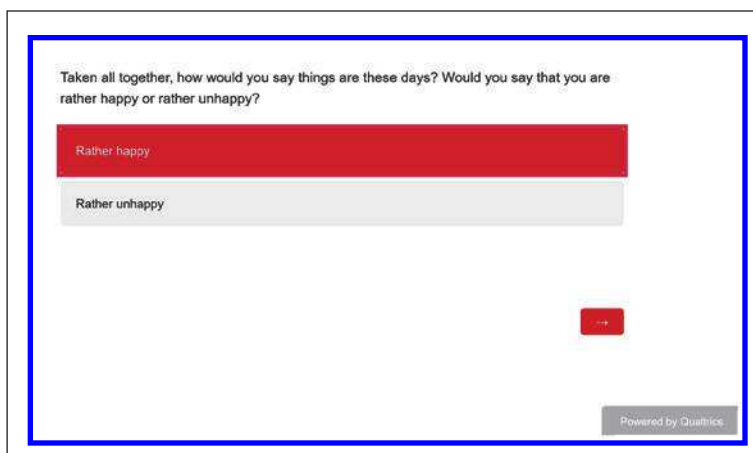 Taken all together, how would you say things are these days? Would you say that you are
rather happy or rather unhappy?
Rather happy
Rather unhappy
→
Powered by Qualtrics